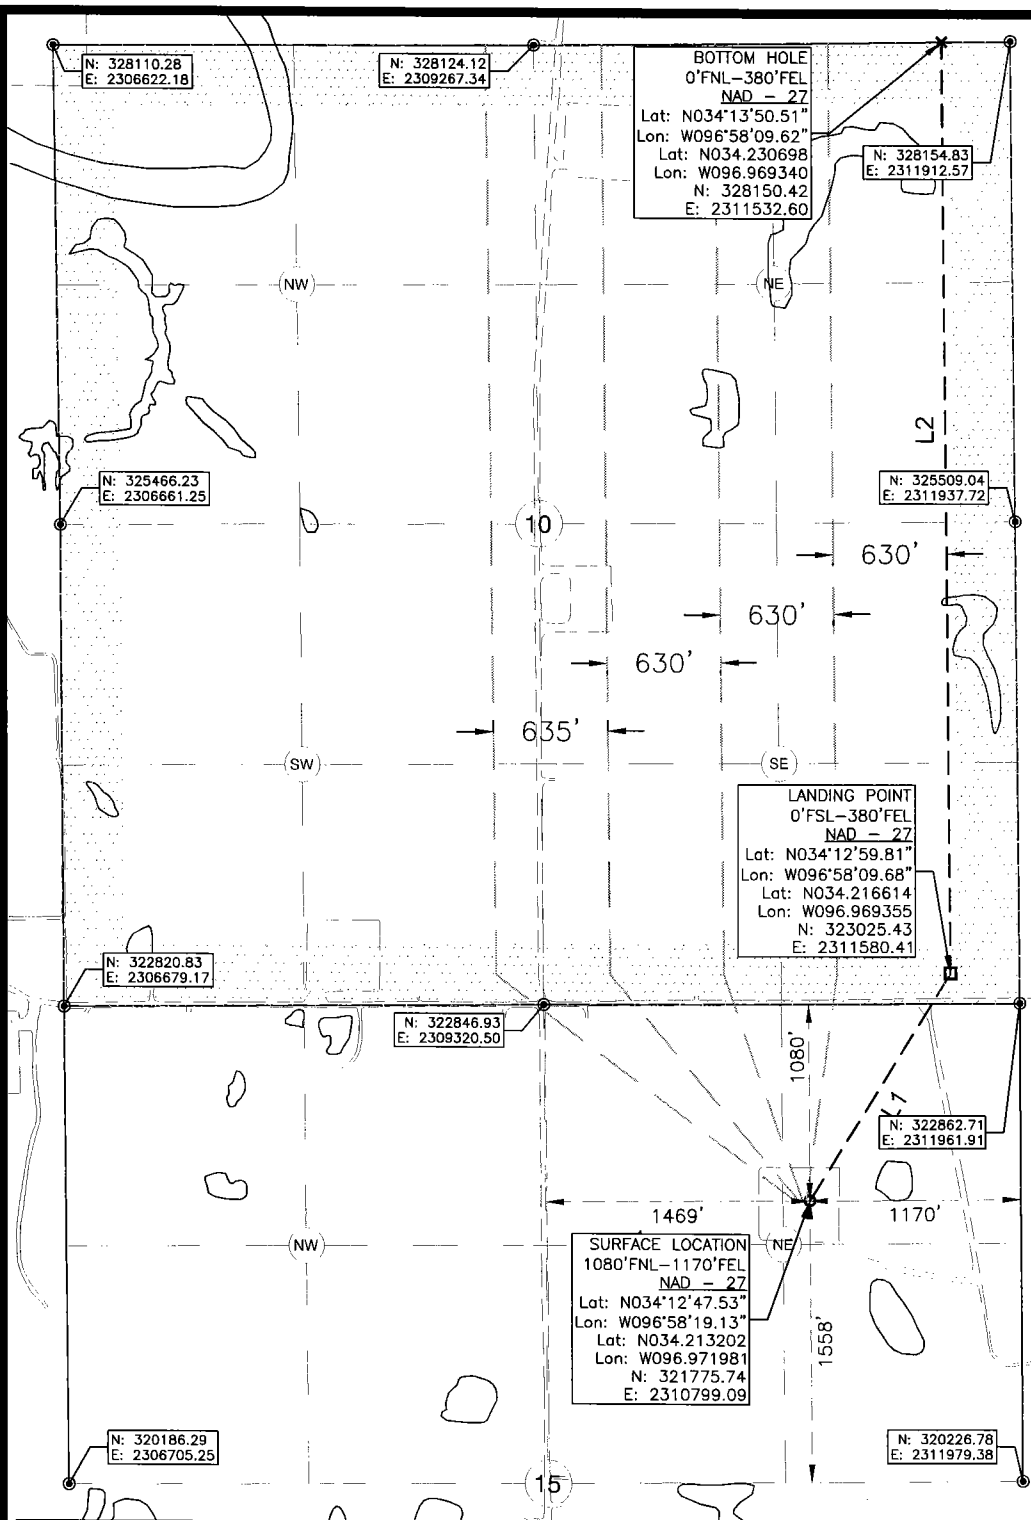 N: 328110.28
E: 2306622.18
N: 328124.12
E: 2309267.34
BOTTOM HOLE
0'FNL-380'FEL
NAD - 27
Lat: N034°13'50.51"
Lon: W096°58'09.62"
Lat: N034.230698
Lon: W096.969340
N: 328150.42
E: 2311532.60
N: 328154.83
E: 2311912.57
NW
NE
L2
N: 325466.23
E: 2306661.25
10
N: 325509.04
E: 2311937.72
630'
630'
630'
635'
SW
SE
LANDING POINT
0'FSL-380'FEL
NAD - 27
Lat: N034°12'59.81"
Lon: W096°58'09.68"
Lat: N034.216614
Lon: W096.969355
N: 323025.43
E: 2311580.41
N: 322820.83
E: 2306679.17
N: 322846.93
E: 2309320.50
1080'
L1
N: 322862.71
E: 2311961.91
1469'
1170'
NW
NE
SURFACE LOCATION
1080'FNL-1170'FEL
NAD - 27
Lat: N034°12'47.53"
Lon: W096°58'19.13"
Lat: N034.213202
Lon: W096.971981
N: 321775.74
E: 2310799.09
1558'
N: 320186.29
E: 2306705.25
15
N: 320226.78
E: 2311979.38